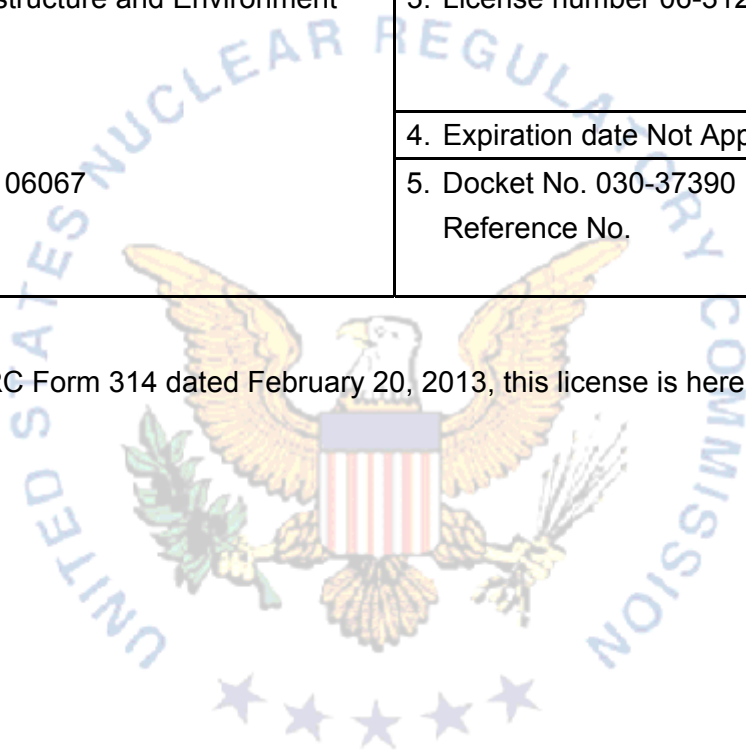 structure and Environment
3. License number 06-312
4. Expiration date Not App
06067
5. Docket No. 030-37390
Reference No.
RC Form 314 dated February 20, 2013, this license is here
UNITED STATES NUCLEAR REGULATORY COMMISSION